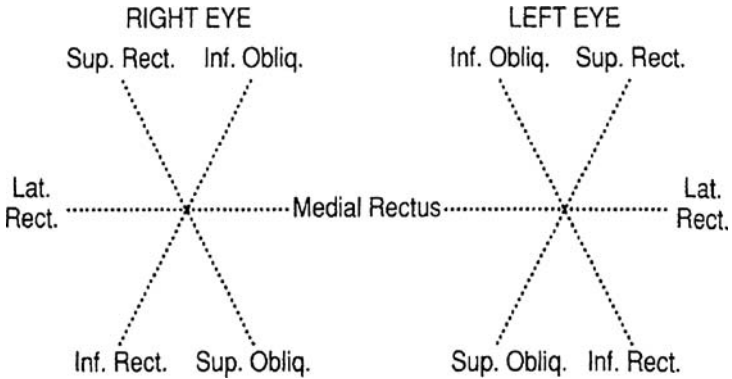 RIGHT EYE LEFT EYE
Sup. Rect. Inf. Obliq. Inf. Obliq. Sup. Rect.
Lat.
Rect.
Medial Rectus
Lat.
Rect.
Inf. Rect. Sup. Obliq. Sup. Obliq. Inf. Rect.